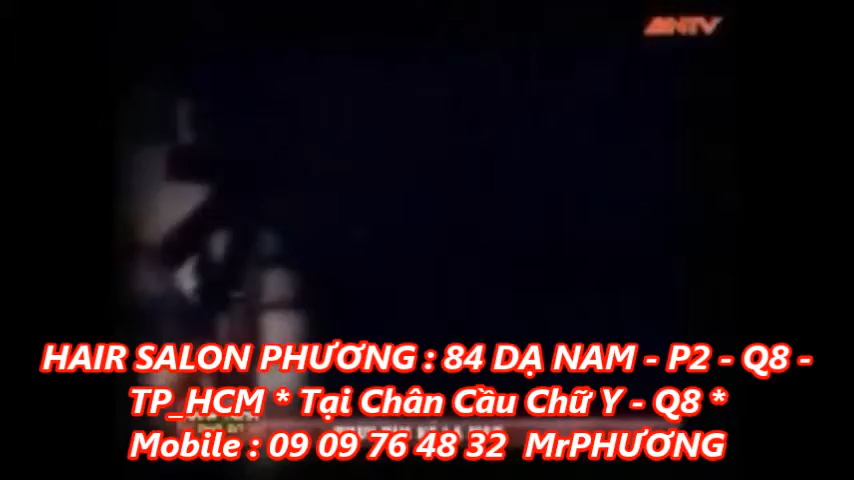 ANTV
HAIR SALON PHƯƠNG : 84 DẠ NAM - P2 - Q8 -
TP_HCM * Tại Chân Cầu Chữ Y - Q8 *
Mobile : 09 09 76 48 32 MrPHƯƠNG